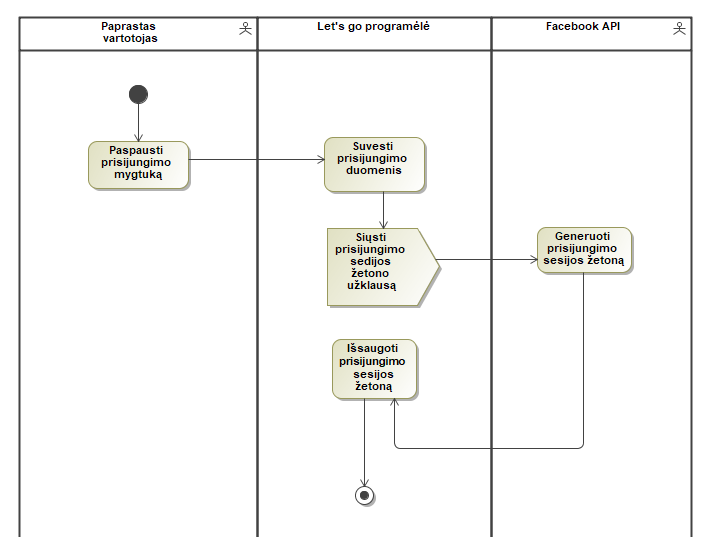 Paprastas
vartotojas
Let's go programėlė
Facebook API
Paspausti
prisijungimo
mygtuką
Suvesti
prisijungimo
duomenis
Siųsti
prisijungimo
sedijos
žetono
užklausą
Generuoti
prisijungimo
sesijos žetoną
Išsaugoti
prisijungimo
sesijos
žetoną